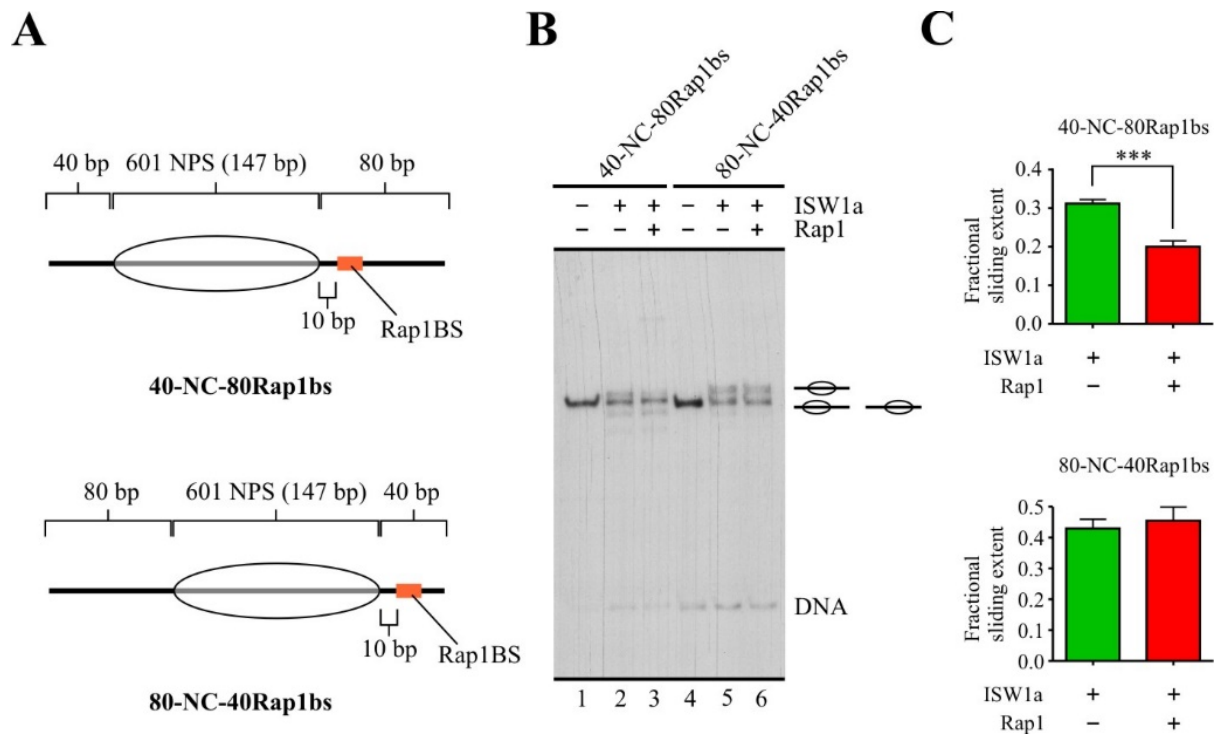 A
40 bp 601 NPS (147 bp) 80 bp
10 bp
Rap1BS
40-NC-80Rap1bs
80 bp 601 NPS (147 bp) 40 bp
10 bp
Rap1BS
80-NC-40Rap1bs
B
40-NC-80Rap1bs
80-NC-40Rap1bs
− + + − + + ISW1a
− − + − − + Rap1
DNA
1 2 3 4 5 6
C
40-NC-80Rap1bs
***
Fractional
sliding extent
0.3
0.2
0.1
0.0
ISW1a + +
Rap1 − +
80-NC-40Rap1bs
Fractional
sliding extent
0.5
0.4
0.3
0.2
0.1
0.0
ISW1a + +
Rap1 − +